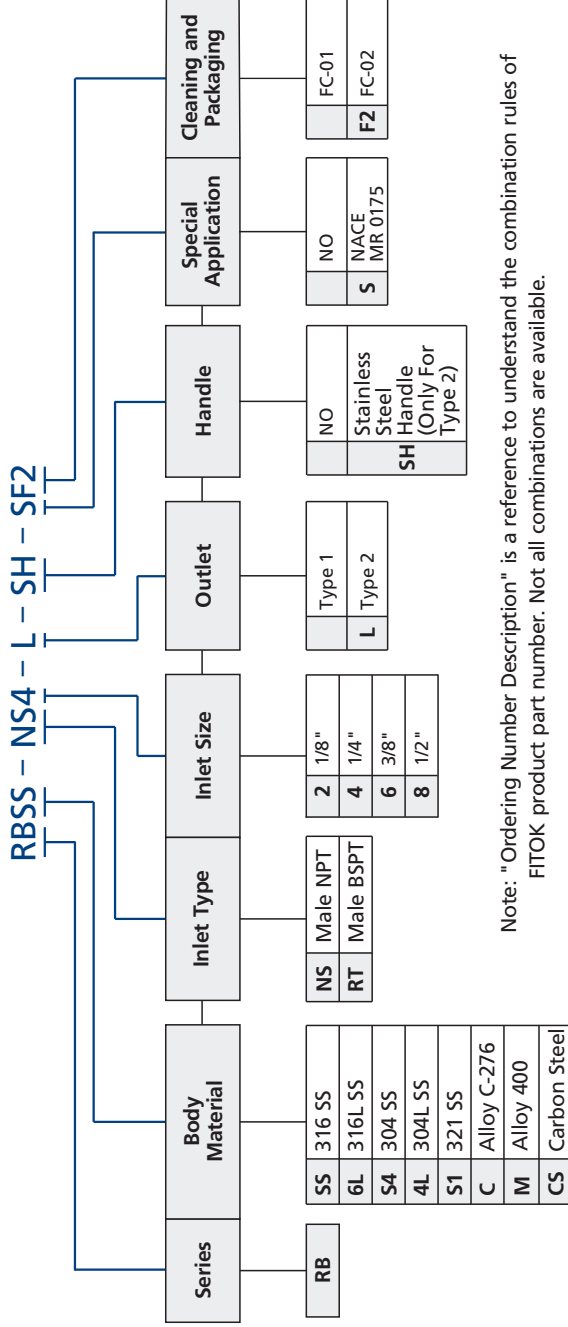 RBSS – NS4 – L – SH – SF2
Series
RB
Body
Material
SS 316 SS
6L 316L SS
S4 304 SS
4L 304L SS
S1 321 SS
C Alloy C-276
M Alloy 400
CS Carbon Steel
Inlet Type
NS Male NPT
RT Male BSPT
Inlet Size
2 1/8"
4 1/4"
6 3/8"
8 1/2"
Outlet
Type 1
L Type 2
Handle
NO
SH Stainless
Steel
Handle
(Only For
Type 2)
Special
Application
NO
S NACE
MR 0175
Cleaning and
Packaging
FC-01
F2 FC-02
Note: "Ordering Number Description" is a reference to understand the combination rules of
FITOK product part number. Not all combinations are available.